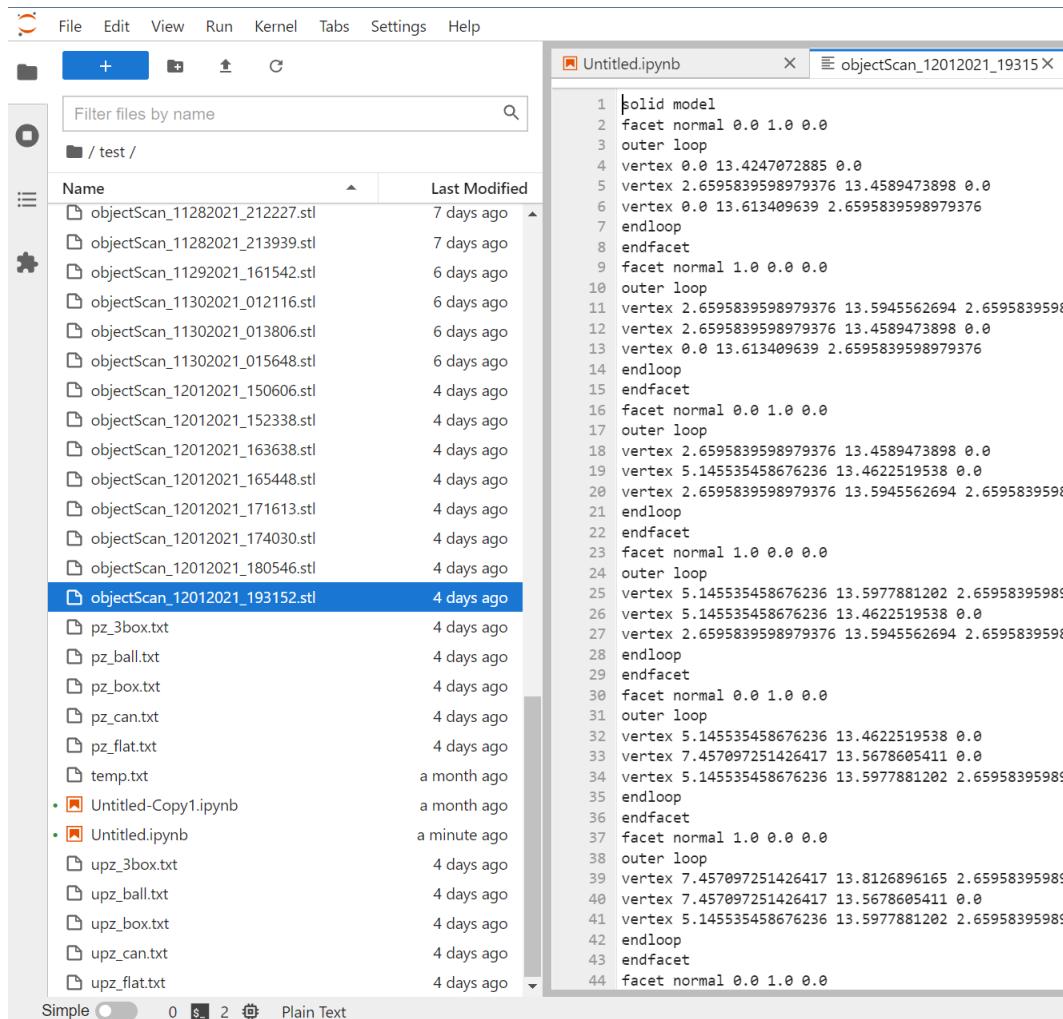 File Edit View Run Kernel Tabs Settings Help
Filter files by name
/ test /
Name Last Modified
objectScan_11282021_212227.stl 7 days ago
objectScan_11282021_213939.stl 7 days ago
objectScan_11292021_161542.stl 6 days ago
objectScan_11302021_012116.stl 6 days ago
objectScan_11302021_013806.stl 6 days ago
objectScan_11302021_015648.stl 6 days ago
objectScan_12012021_150606.stl 4 days ago
objectScan_12012021_152338.stl 4 days ago
objectScan_12012021_163638.stl 4 days ago
objectScan_12012021_165448.stl 4 days ago
objectScan_12012021_171613.stl 4 days ago
objectScan_12012021_174030.stl 4 days ago
objectScan_12012021_180546.stl 4 days ago
objectScan_12012021_193152.stl 4 days ago
pz_3box.txt 4 days ago
pz_ball.txt 4 days ago
pz_box.txt 4 days ago
pz_can.txt 4 days ago
pz_flat.txt 4 days ago
temp.txt a month ago
Untitled-Copy1.ipynb a month ago
Untitled.ipynb a minute ago
upz_3box.txt 4 days ago
upz_ball.txt 4 days ago
upz_box.txt 4 days ago
upz_can.txt 4 days ago
upz_flat.txt 4 days ago
Untitled.ipynb objectScan_12012021_19315
1 solid model
2 facet normal 0.0 1.0 0.0
3 outer loop
4 vertex 0.0 13.4247072885 0.0
5 vertex 2.6595839598979376 13.4589473898 0.0
6 vertex 0.0 13.613409639 2.6595839598979376
7 endloop
8 endfacet
9 facet normal 1.0 0.0 0.0
10 outer loop
11 vertex 2.6595839598979376 13.5945562694 2.6595839598
12 vertex 2.6595839598979376 13.4589473898 0.0
13 vertex 0.0 13.613409639 2.6595839598979376
14 endloop
15 endfacet
16 facet normal 0.0 1.0 0.0
17 outer loop
18 vertex 2.6595839598979376 13.4589473898 0.0
19 vertex 5.145535458676236 13.4622519538 0.0
20 vertex 2.6595839598979376 13.5945562694 2.6595839598
21 endloop
22 endfacet
23 facet normal 1.0 0.0 0.0
24 outer loop
25 vertex 5.145535458676236 13.5977881202 2.65958395989
26 vertex 5.145535458676236 13.4622519538 0.0
27 vertex 2.6595839598979376 13.5945562694 2.6595839598
28 endloop
29 endfacet
30 facet normal 0.0 1.0 0.0
31 outer loop
32 vertex 5.145535458676236 13.4622519538 0.0
33 vertex 7.457097251426417 13.5678605411 0.0
34 vertex 5.145535458676236 13.5977881202 2.65958395989
35 endloop
36 endfacet
37 facet normal 1.0 0.0 0.0
38 outer loop
39 vertex 7.457097251426417 13.8126896165 2.65958395989
40 vertex 7.457097251426417 13.5678605411 0.0
41 vertex 5.145535458676236 13.5977881202 2.65958395989
42 endloop
43 endfacet
44 facet normal 0.0 1.0 0.0
Simple 0 $_ 2 Plain Text